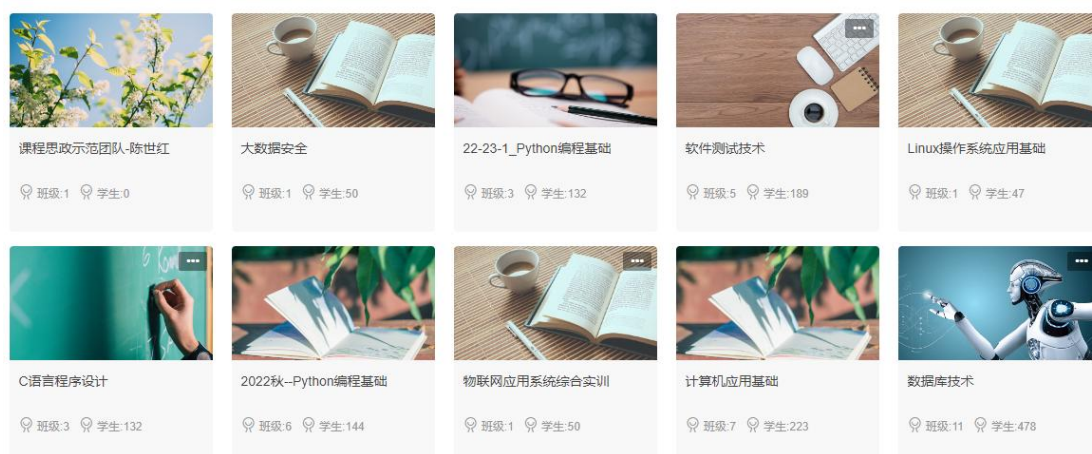 课程思政示范团队-陈世红
大数据安全
22-23-1_Python编程基础
软件测试技术
Linux操作系统应用基础
班级:1 学生:0
班级:1 学生:50
班级:3 学生:132
班级:5 学生:189
班级:1 学生:47
C语言程序设计
2022秋--Python编程基础
物联网应用系统综合实训
计算机应用基础
数据库技术
班级:3 学生:132
班级:6 学生:144
班级:1 学生:50
班级:7 学生:223
班级:11 学生:478